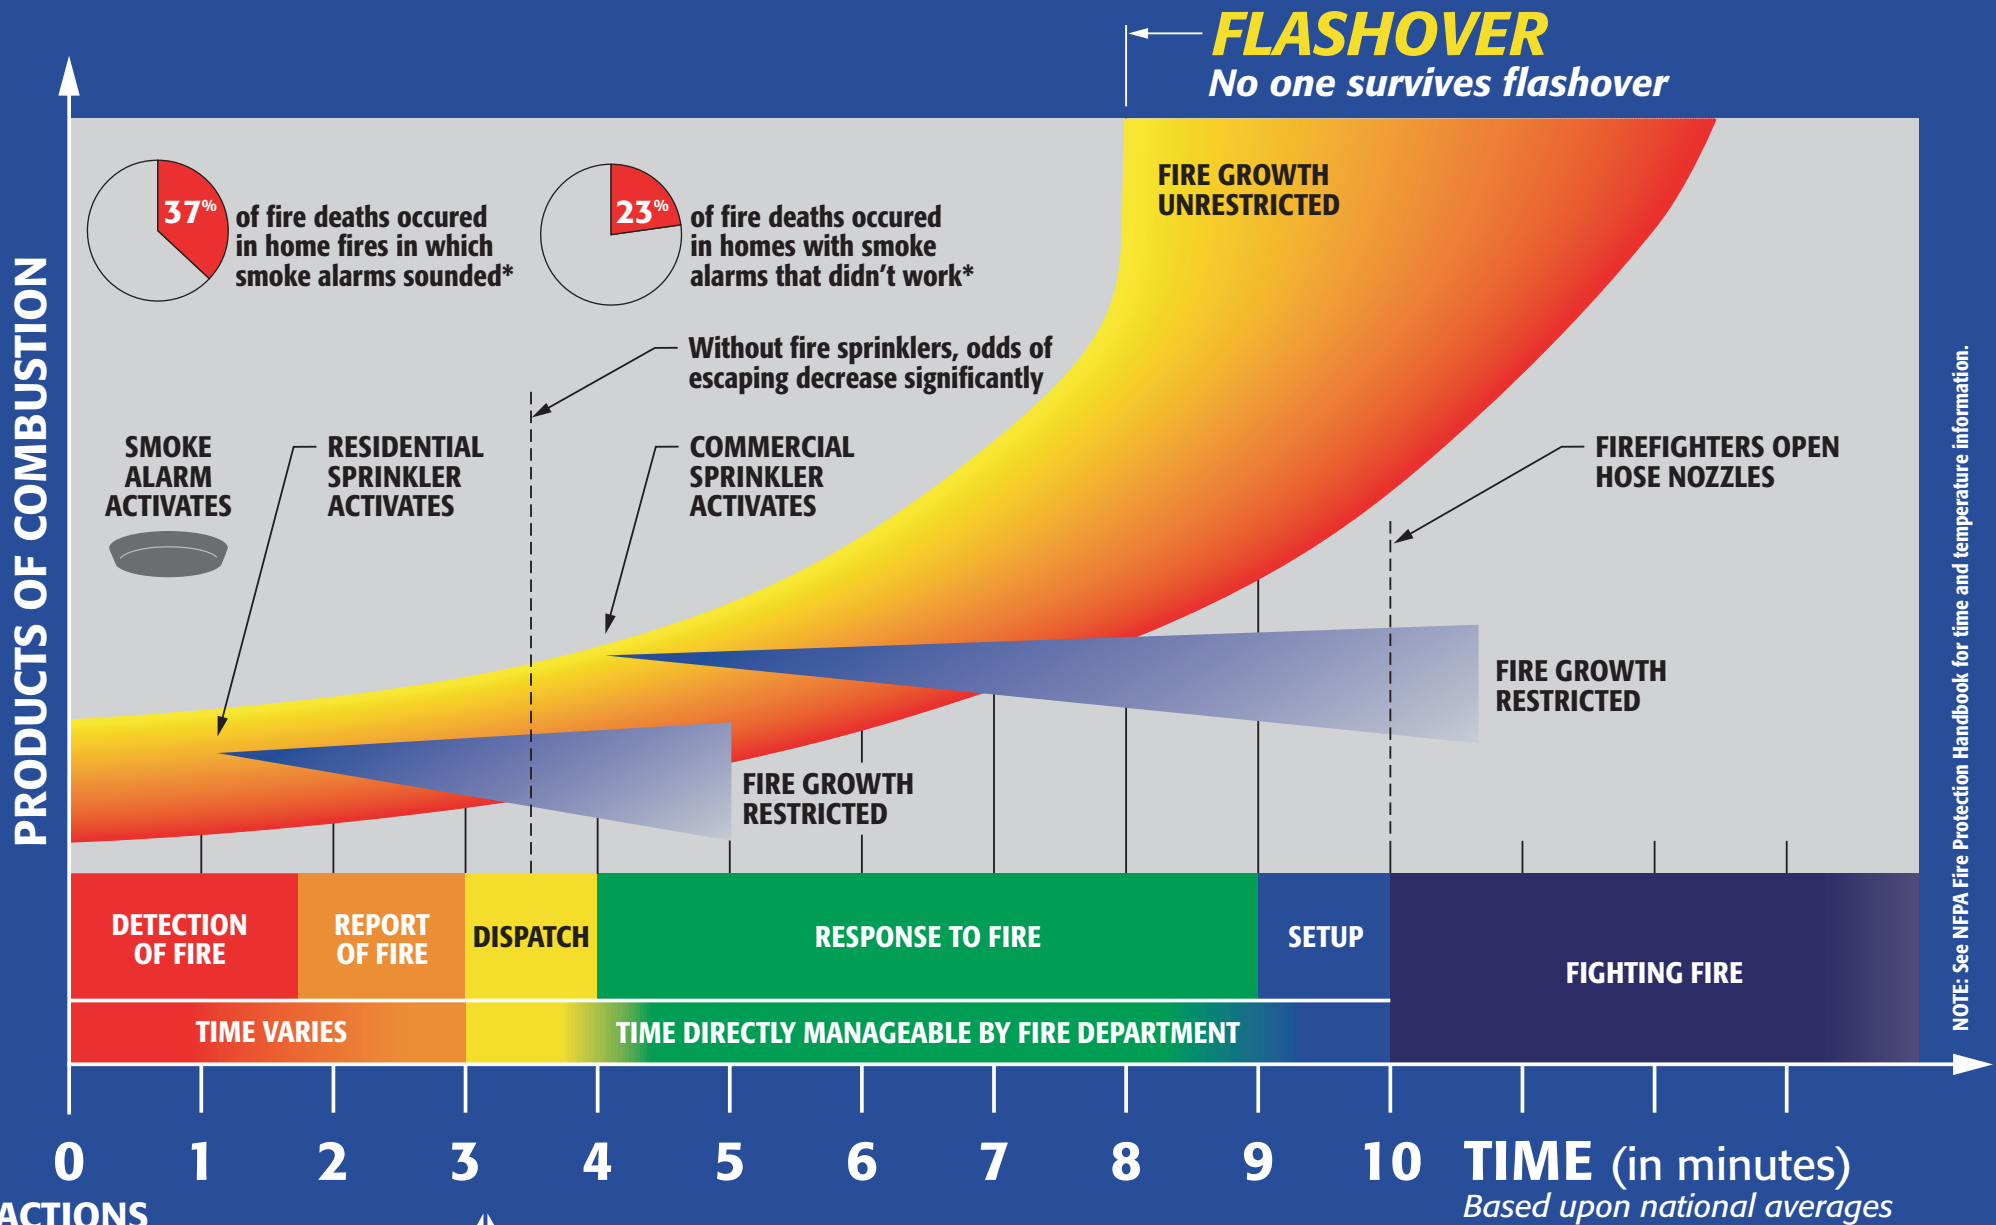 FLASHOVER
No one survives flashover
37%
of fire deaths occured
in home fires in which
smoke alarms sounded*
23%
of fire deaths occured
in homes with smoke
alarms that didn't work*
FIRE GROWTH
UNRESTRICTED
Without fire sprinklers, odds of
escaping decrease significantly
SMOKE
ALARM
ACTIVATES
RESIDENTIAL
SPRINKLER
ACTIVATES
COMMERCIAL
SPRINKLER
ACTIVATES
FIREFIGHTERS OPEN
HOSE NOZZLES
FIRE GROWTH
RESTRICTED
FIRE GROWTH
RESTRICTED
PRODUCTS OF COMBUSTION
NOTE: See NFPA Fire Protection Handbook for time and temperature information.
DETECTION
OF FIRE
REPORT
OF FIRE
DISPATCH
RESPONSE TO FIRE
SETUP
FIGHTING FIRE
TIME VARIES
TIME DIRECTLY MANAGEABLE BY FIRE DEPARTMENT
0 1 2 3 4 5 6 7 8 9 10 TIME (in minutes)
Based upon national averages
ACTIONS